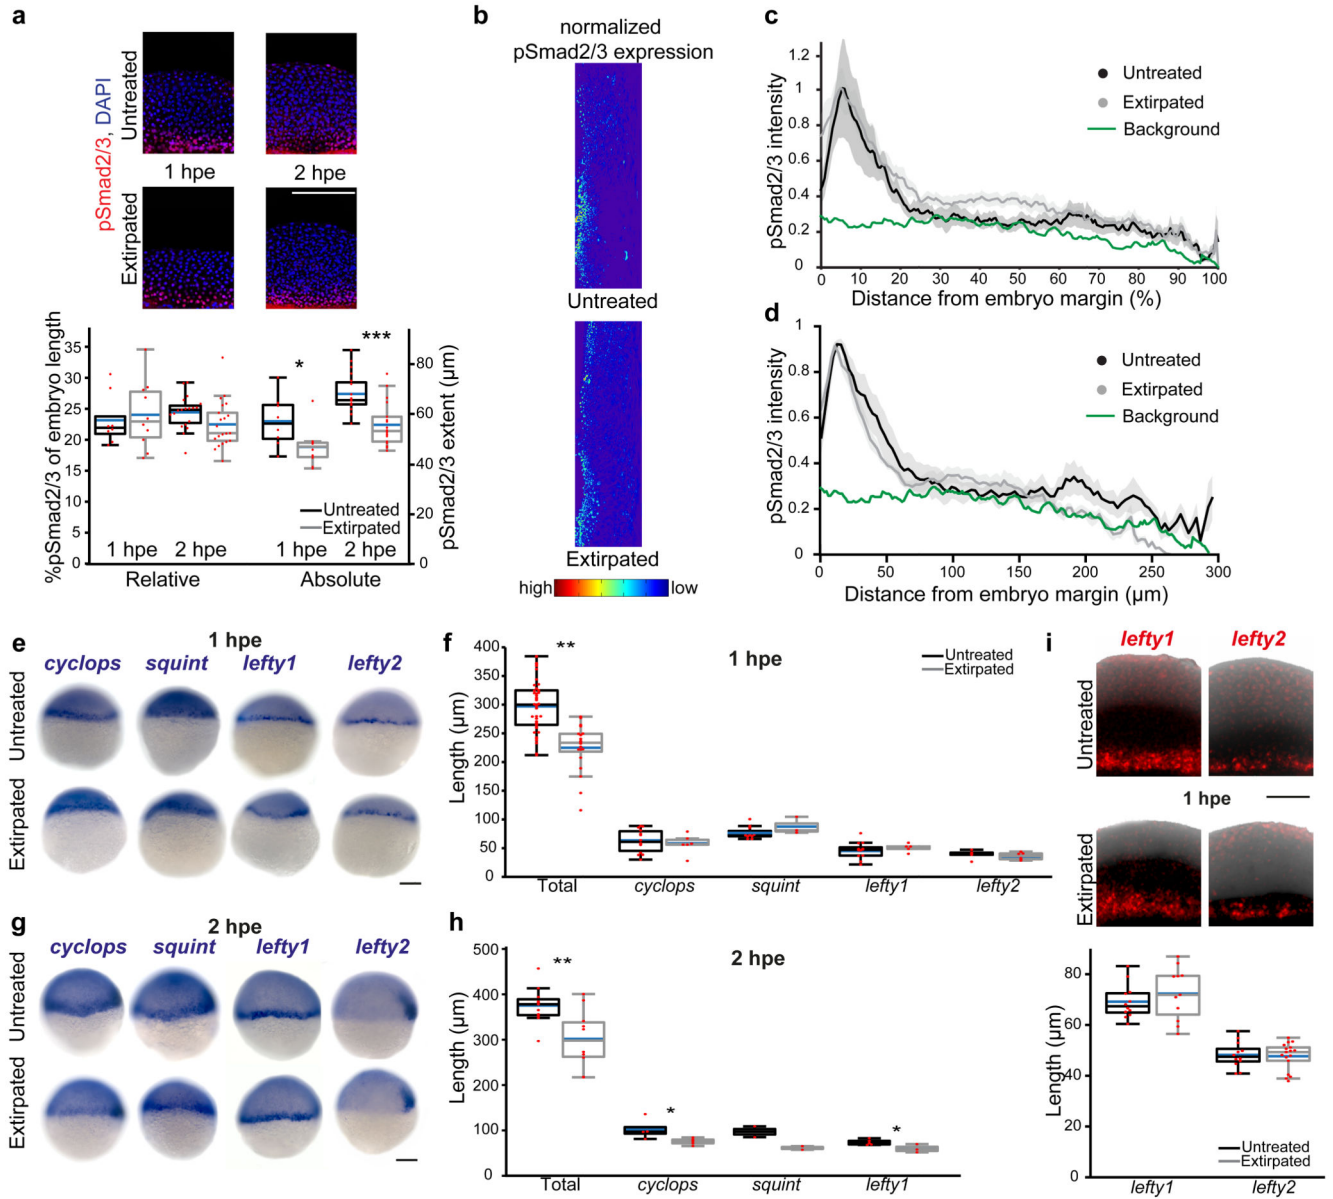 a
Untreated
pSmad2/3, DAPI
1 hpe
2 hpe
Extirpated
%pSmad2/3 of embryo length
35
30
25
20
15
10
5
0
*
***
80
60
40
20
0
pSmad2/3 extent (μm)
Untreated
Extirpated
1 hpe
2 hpe
1 hpe
2 hpe
Relative
Absolute
b
normalized
pSmad2/3 expression
Untreated
Extirpated
high
low
c
pSmad2/3 intensity
1.2
1
0.8
0.6
0.4
0.2
0
Untreated
Extirpated
Background
0 10 20 30 40 50 60 70 80 90 100
Distance from embryo margin (%)
d
pSmad2/3 intensity
1
0.8
0.6
0.4
0.2
0
Untreated
Extirpated
Background
0 50 100 150 200 250 300
Distance from embryo margin (μm)
e
1 hpe
cyclops squint lefty1 lefty2
Untreated
Extirpated
f
1 hpe
Length (μm)
400
350
300
250
200
150
100
50
0
**
Untreated
Extirpated
Total cyclops squint lefty1 lefty2
g
2 hpe
cyclops squint lefty1 lefty2
Untreated
Extirpated
h
2 hpe
Length (μm)
500
400
300
200
100
0
**
*
*
Total cyclops squint lefty1
i
lefty1 lefty2
Untreated
1 hpe
Extirpated
Length (μm)
80
60
40
20
0
Untreated
Extirpated
lefty1 lefty2